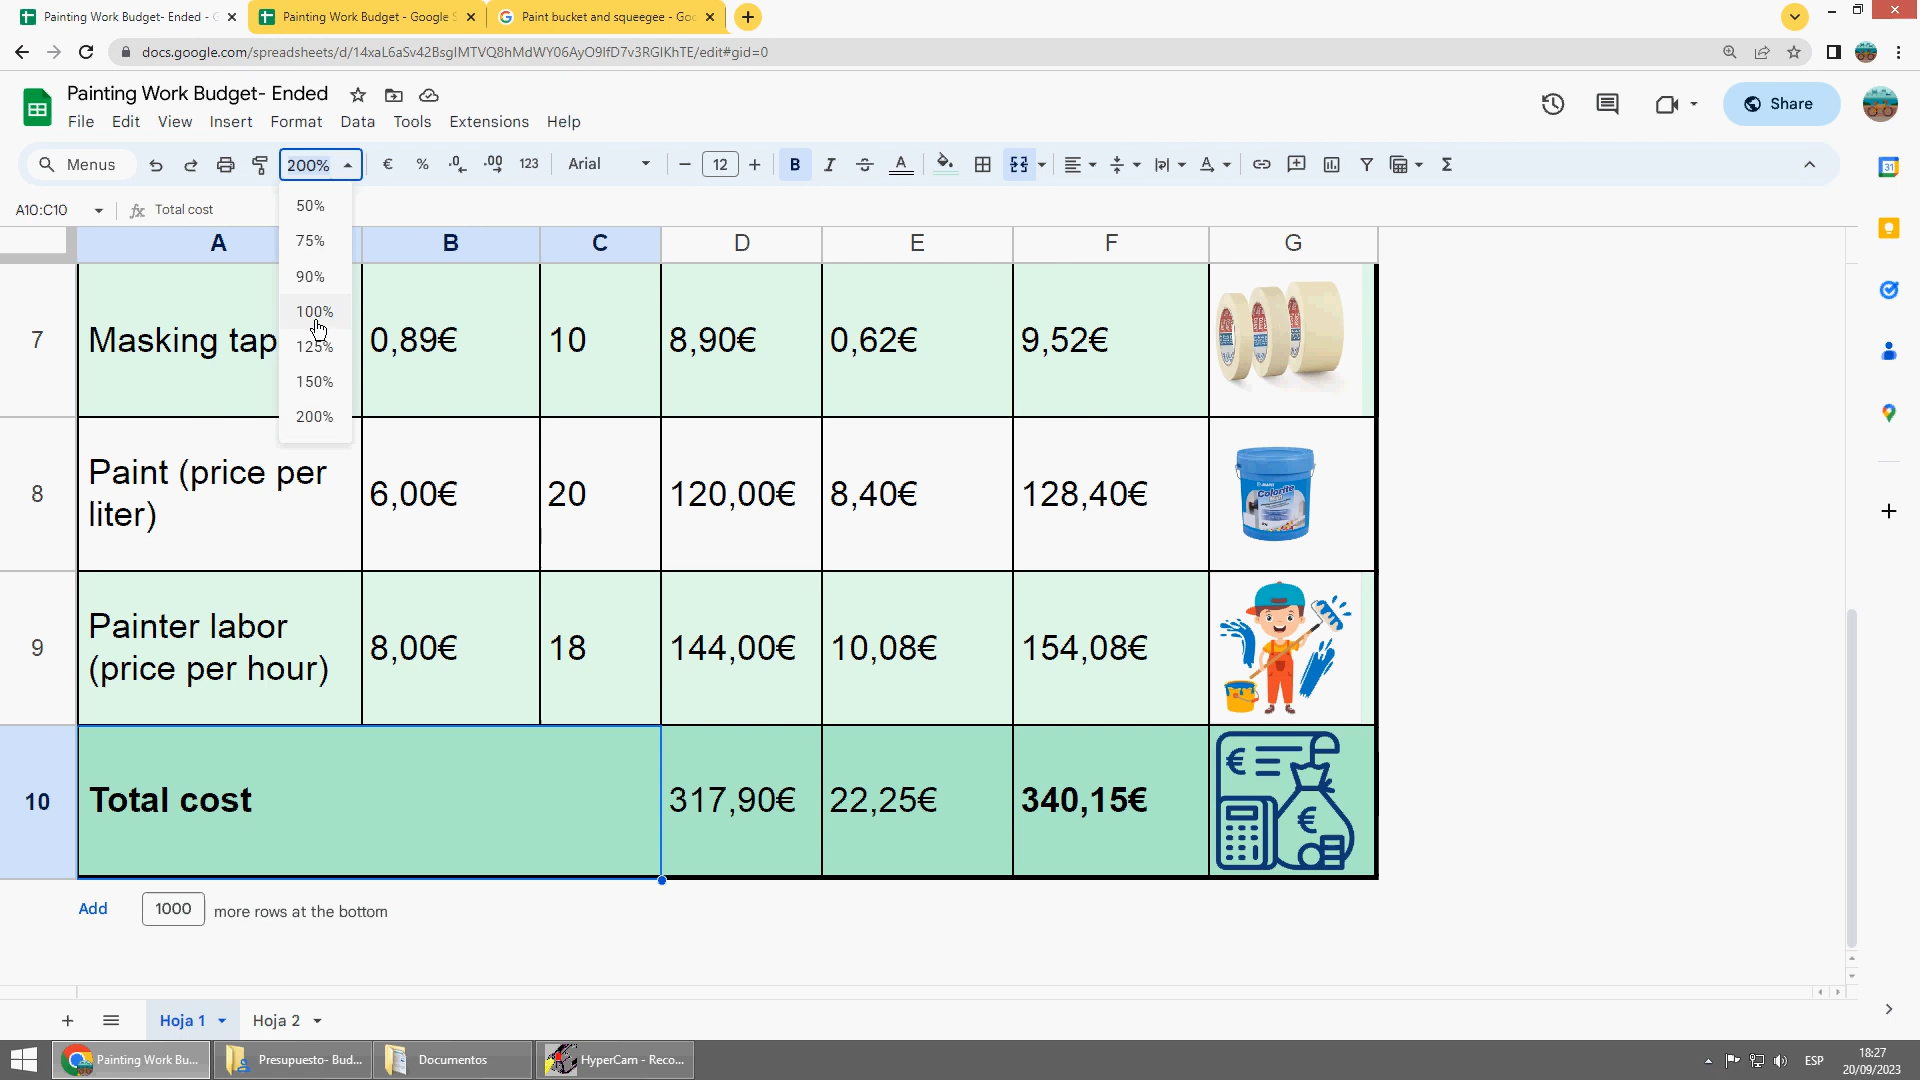 Painting Work Budget- Ended - G
Painting Work Budget - Google S
Paint bucket and squeegee - Goo
docs.google.com/spreadsheets/d/14xaL6aSv42BsgIMTVQ8hMdWY06AyO9IfD7v3RGIKhTE/edit#gid=0
Painting Work Budget- Ended
Share
File Edit View Insert Format Data Tools Extensions Help
Menus 200% € % .0 .00 123 Arial 12 B I S A A Σ
31
A10:C10 fx Total cost
50%
75%
90%
100%
125%
150%
200%
A B C D E F G
7 Masking tap 0,89€ 10 8,90€ 0,62€ 9,52€
8 Paint (price per liter) 6,00€ 20 120,00€ 8,40€ 128,40€
Colorite
9 Painter labor (price per hour) 8,00€ 18 144,00€ 10,08€ 154,08€
10 Total cost 317,90€ 22,25€ 340,15€
€
€
Add 1000 more rows at the bottom
Hoja 1 Hoja 2
Painting Work Bu... Presupuesto- Bud... Documentos HyperCam - Reco...
ESP
18:27
20/09/2023